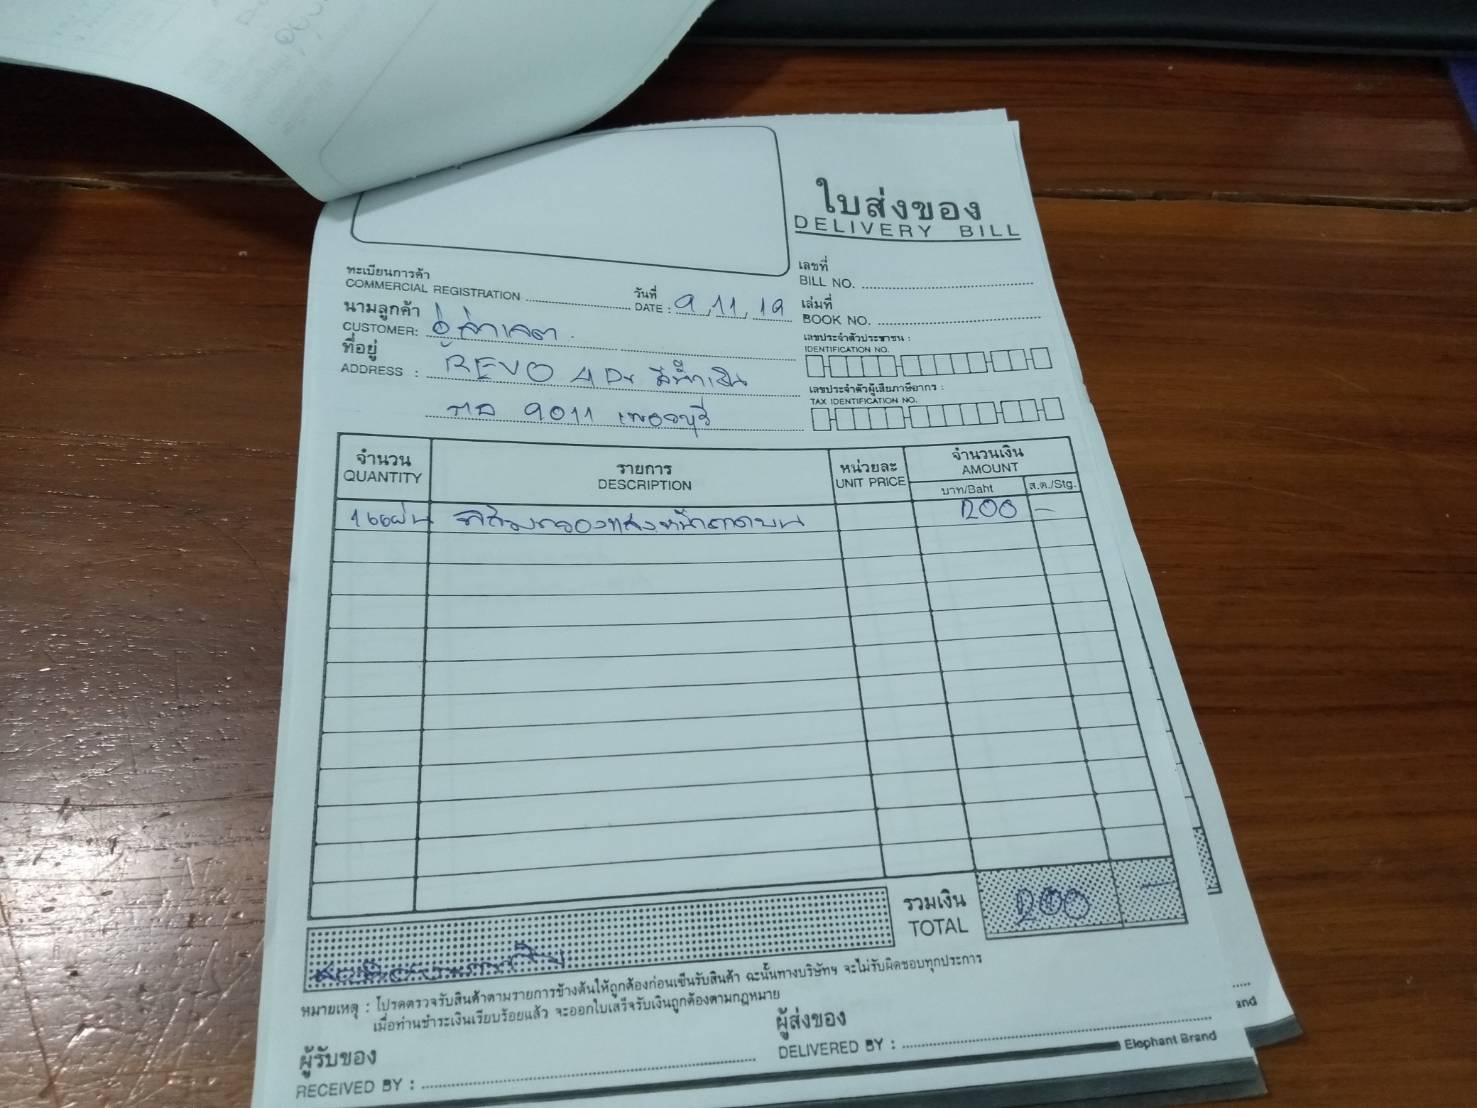 ใบส่งของ
DELIVERY BILL
ทะเบียนการค้า
COMMERCIAL REGISTRATION
วันที่
DATE : 9, 11, 19
เลขที่
BILL NO.
เล่มที่
BOOK NO.
นามลูกค้า
CUSTOMER: อู่
ที่อยู่
ADDRESS : REVO 4 Dr สีน้ำเงิน
9011 เพชรบุรี
เลขประจำตัวประชาชน :
IDENTIFICATION NO.
เลขประจำตัวผู้เสียภาษีอากร :
TAX IDENTIFICATION NO.
จำนวน รายการ หน่วยละ จำนวนเงิน
QUANTITY DESCRIPTION UNIT PRICE AMOUNT
บาท/Baht ส.ต./Stg.
1 แผ่น หน้า บน 1200 -
รวมเงิน
TOTAL 1200 -
หมายเหตุ : โปรดตรวจรับสินค้าตามรายการข้างต้นให้ถูกต้องก่อนเซ็นรับสินค้า ฉะนั้นทางบริษัทฯ จะไม่รับผิดชอบทุกประการ
เมื่อท่านชำระเงินเรียบร้อยแล้ว จะออกใบเสร็จรับเงินถูกต้องตามกฎหมาย
ผู้รับของ
RECEIVED BY :
ผู้ส่งของ
DELIVERED BY :
Elephant Brand